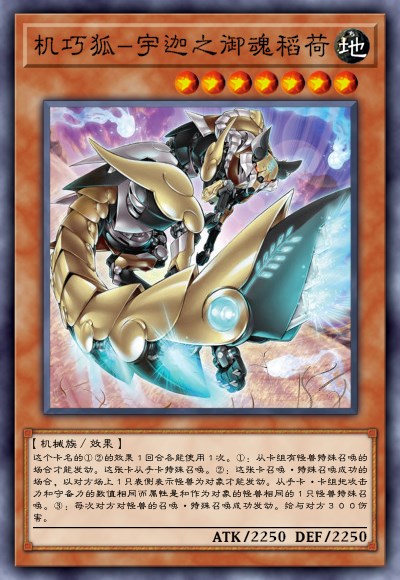 机巧狐-宇迦之御魂稻荷
地
【机械族/效果】
这个卡名的①②的效果1回合各能使用1次。①：从卡组有怪兽特殊召唤的
场合才能发动。这张卡从手卡特殊召唤。②：这张卡召唤·特殊召唤成功的
场合，以对方场上1只表侧表示怪兽为对象才能发动。从手卡·卡组把攻击
力和守备力的数值相同而属性是和作为对象的怪兽相同的1只怪兽特殊召
唤。③：每次对方对怪兽的召唤·特殊召唤成功发动。给与对方300伤
害。
ATK/2250 DEF/2250